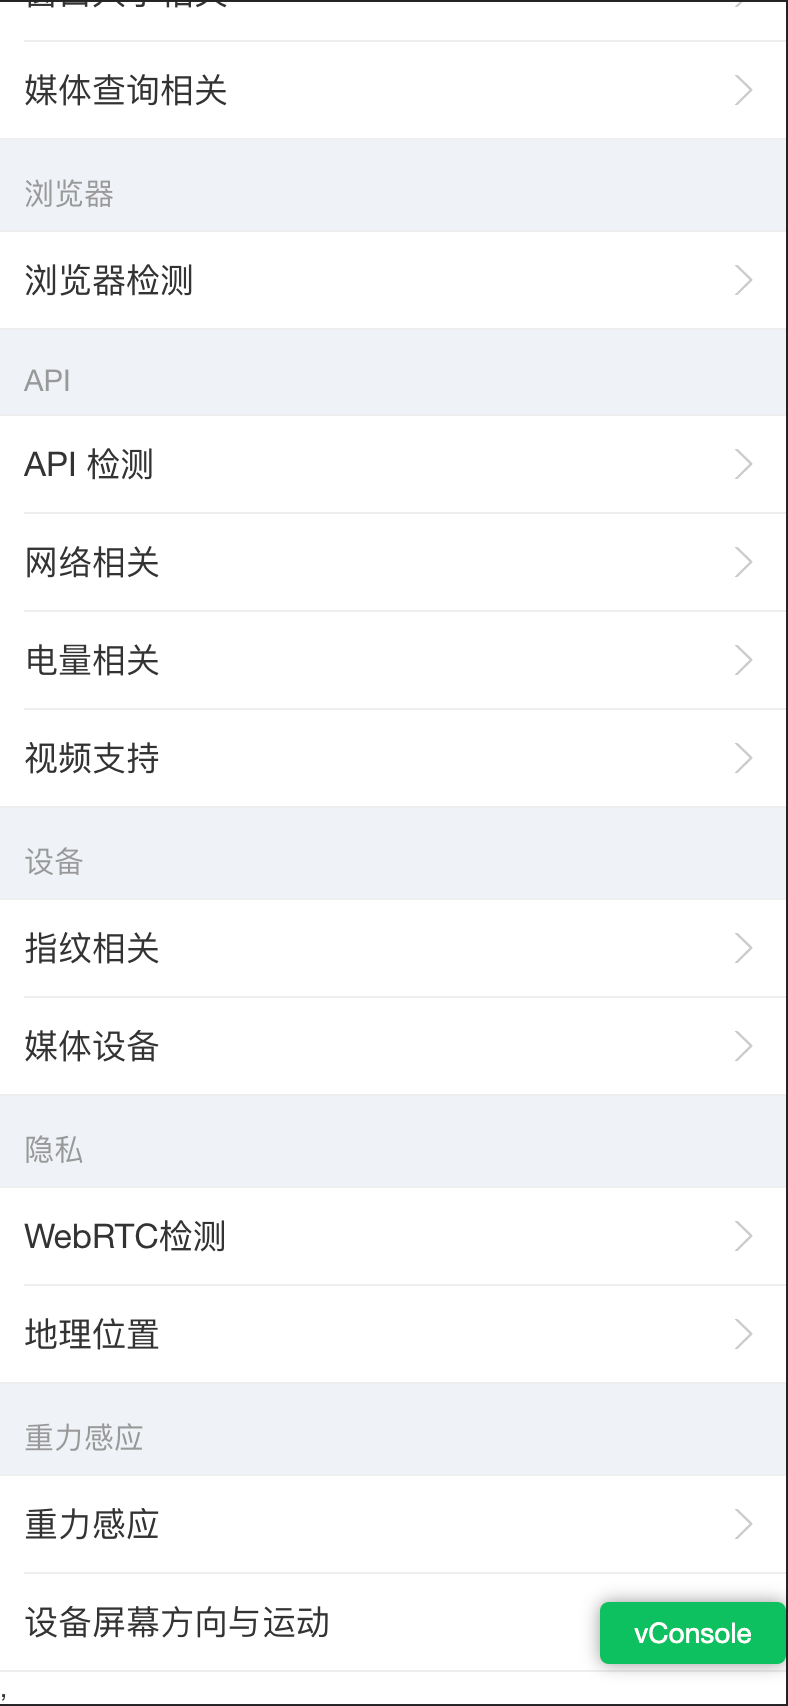 媒体查询相关
浏览器
浏览器检测
API
API 检测
网络相关
电量相关
视频支持
设备
指纹相关
媒体设备
隐私
WebRTC检测
地理位置
重力感应
重力感应
设备屏幕方向与运动
vConsole
,